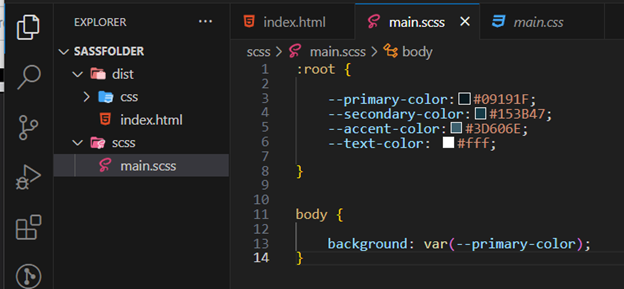 EXPLORER ...
SASSFOLDER
dist
css
index.html
scss
main.scss
index.html main.scss main.css
scss > main.scss > body
1 :root {
2
3 --primary-color: #09191F;
4 --secondary-color: #153B47;
5 --accent-color: #3D606E;
6 --text-color: #fff;
7
8 }
9
10
11 body {
12
13 background: var(--primary-color);
14 }